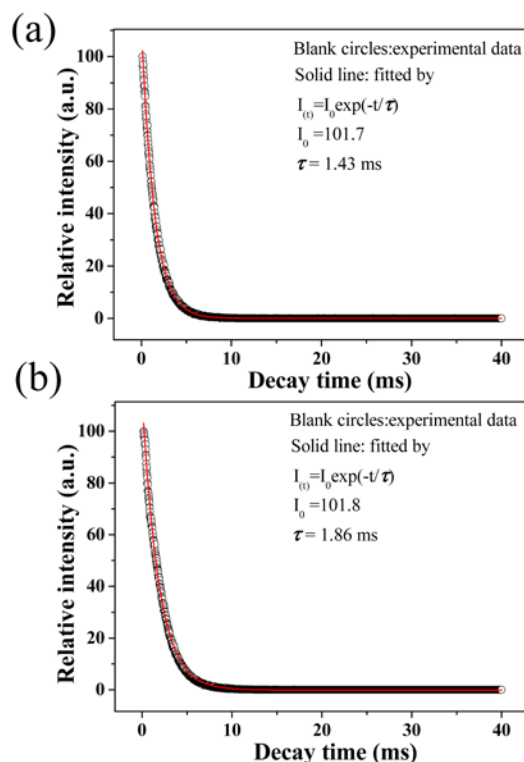 (a)
Blank circles:experimental data
Solid line: fitted by
I(t)=I0exp(-t/τ)
I0 =101.7
τ = 1.43 ms
Relative intensity (a.u.)
100
80
60
40
20
0
0 10 20 30 40
Decay time (ms)
(b)
Blank circles:experimental data
Solid line: fitted by
I(t)=I0exp(-t/τ)
I0 =101.8
τ = 1.86 ms
Relative intensity (a.u.)
100
80
60
40
20
0
0 10 20 30 40
Decay time (ms)